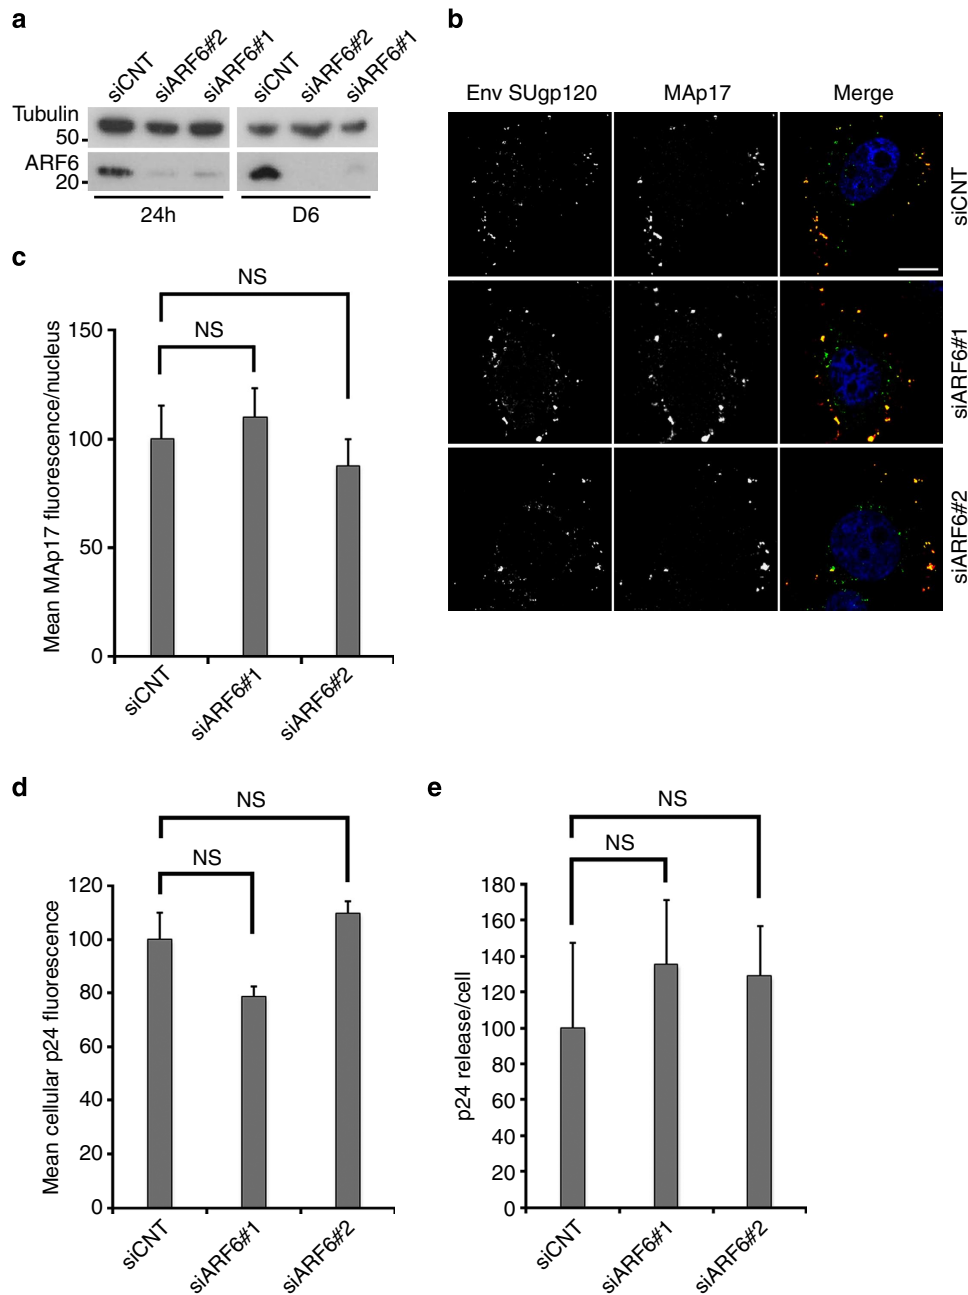 a
siCNT siARF6#2 siARF6#1 siCNT siARF6#2 siARF6#1
Tubulin
50
ARF6
20
24h D6
b
Env SUgp120 MAp17 Merge
siCNT
siARF6#1
siARF6#2
c
NS
NS
Mean MAp17 fluorescence/nucleus
150
100
50
0
siCNT siARF6#1 siARF6#2
d
NS
NS
Mean cellular p24 fluorescence
120
100
80
60
40
20
0
siCNT siARF6#1 siARF6#2
e
NS
NS
p24 release/cell
180
160
140
120
100
80
60
40
20
0
siCNT siARF6#1 siARF6#2